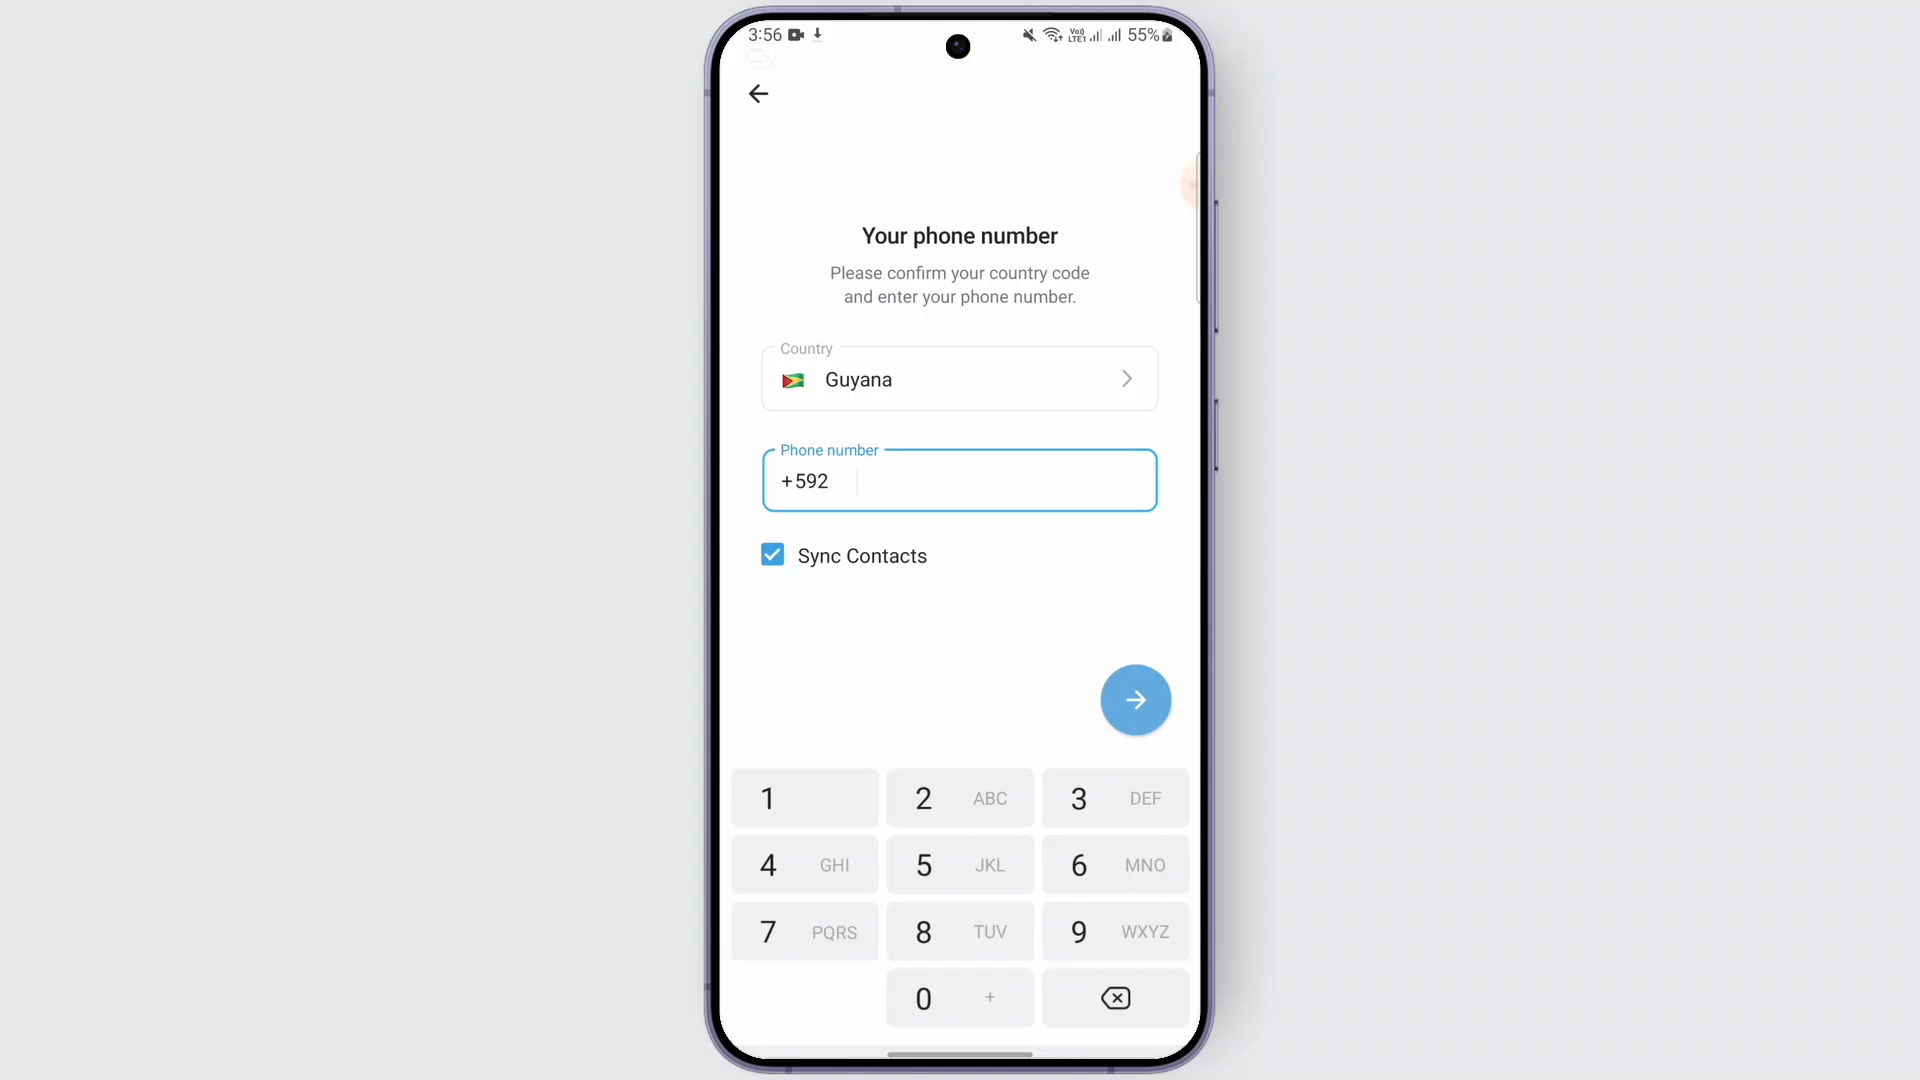 3:56
Vo)) LTE1 55%
Your phone number
Please confirm your country code
and enter your phone number.
Country
Guyana
Phone number
+592
Sync Contacts
1 2 ABC 3 DEF
4 GHI 5 JKL 6 MNO
7 PQRS 8 TUV 9 WXYZ
0 +